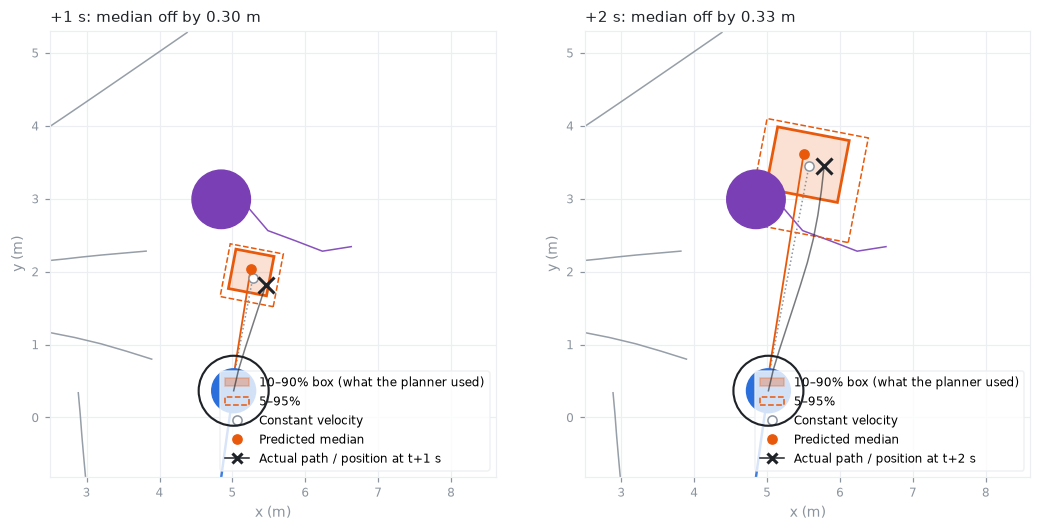 +1 s: median off by 0.30 m
5
4
3
2
1
0
y (m)
3
4
5
6
7
8
x (m)
10–90% box (what the planner used)
5–95%
Constant velocity
Predicted median
Actual path / position at t+1 s
+2 s: median off by 0.33 m
5
4
3
2
1
0
y (m)
3
4
5
6
7
8
x (m)
10–90% box (what the planner used)
5–95%
Constant velocity
Predicted median
Actual path / position at t+2 s